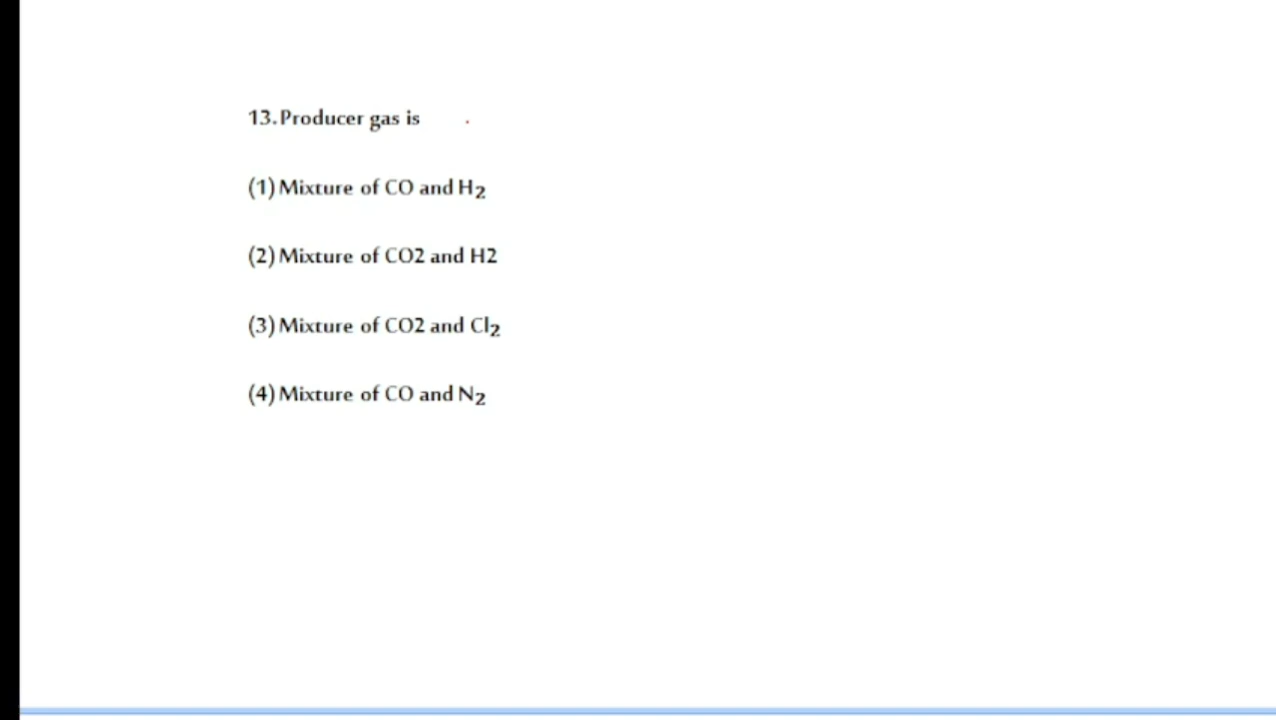 13. Producer gas is
(1) Mixture of CO and H₂
(2) Mixture of CO2 and H2
(3) Mixture of CO2 and Cl₂
(4) Mixture of CO and N₂